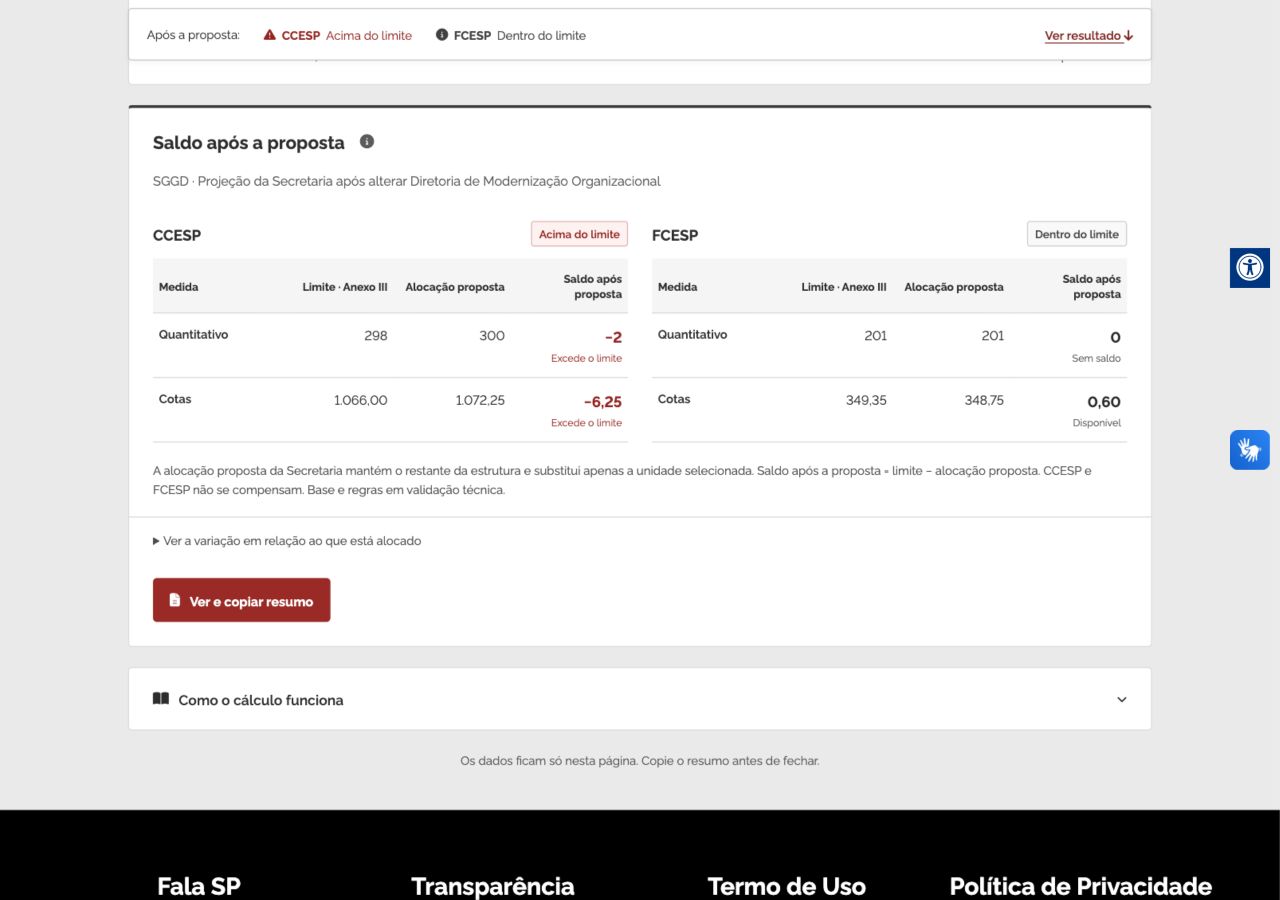 Após a proposta: CCESP Acima do limite FCESP Dentro do limite Ver resultado
Saldo após a proposta
SGGD · Projeção da Secretaria após alterar Diretoria de Modernização Organizacional
CCESP Acima do limite
Medida Limite · Anexo III Alocação proposta Saldo após proposta
Quantitativo 298 300 −2
Excede o limite
Cotas 1.066,00 1.072,25 −6,25
Excede o limite
FCESP Dentro do limite
Medida Limite · Anexo III Alocação proposta Saldo após proposta
Quantitativo 201 201 0
Sem saldo
Cotas 349,35 348,75 0,60
Disponível
A alocação proposta da Secretaria mantém o restante da estrutura e substitui apenas a unidade selecionada. Saldo após a proposta = limite − alocação proposta. CCESP e
FCESP não se compensam. Base e regras em validação técnica.
Ver a variação em relação ao que está alocado
Ver e copiar resumo
Como o cálculo funciona
Os dados ficam só nesta página. Copie o resumo antes de fechar.
Fala SP Transparência Termo de Uso Política de Privacidade